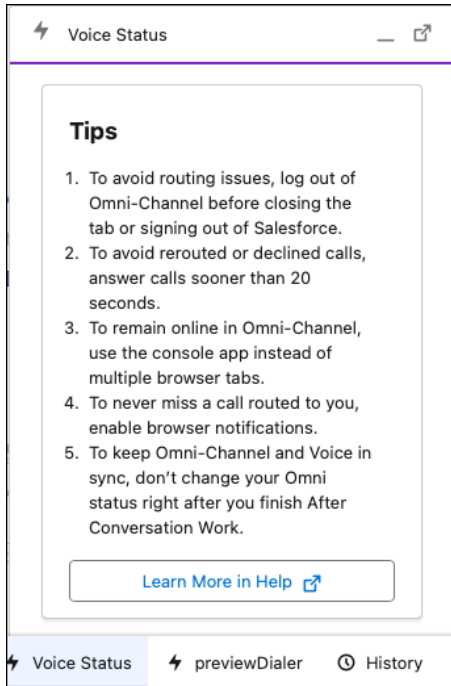 Voice Status
Tips
1. To avoid routing issues, log out of
Omni-Channel before closing the
tab or signing out of Salesforce.
2. To avoid rerouted or declined calls,
answer calls sooner than 20
seconds.
3. To remain online in Omni-Channel,
use the console app instead of
multiple browser tabs.
4. To never miss a call routed to you,
enable browser notifications.
5. To keep Omni-Channel and Voice in
sync, don’t change your Omni
status right after you finish After
Conversation Work.
Learn More in Help
Voice Status previewDialer History